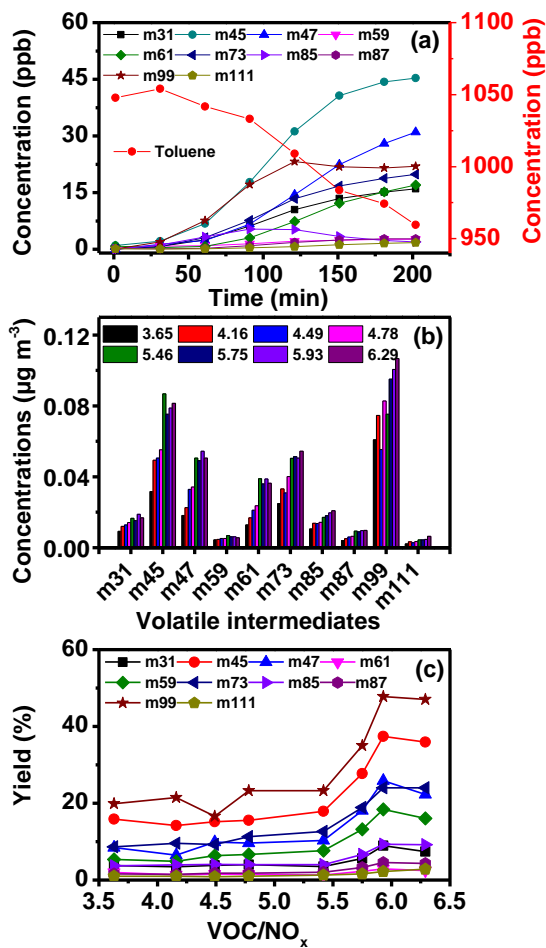 (a)
m31 m45 m47 m59
m61 m73 m85 m87
m99 m111
Toluene
Concentration (ppb)
60
45
30
15
0
Concentration (ppb)
1100
1050
1000
950
0 50 100 150 200
Time (min)
(b)
3.65 4.16 4.49 4.78
5.46 5.75 5.93 6.29
Concentrations (µg m⁻³)
0.12
0.08
0.04
0.00
m31 m45 m47 m59 m61 m73 m85 m87 m99 m111
Volatile intermediates
(c)
m31 m45 m47 m61
m59 m73 m85 m87
m99 m111
Yield (%)
60
40
20
0
3.5 4.0 4.5 5.0 5.5 6.0 6.5
VOC/NOₓ